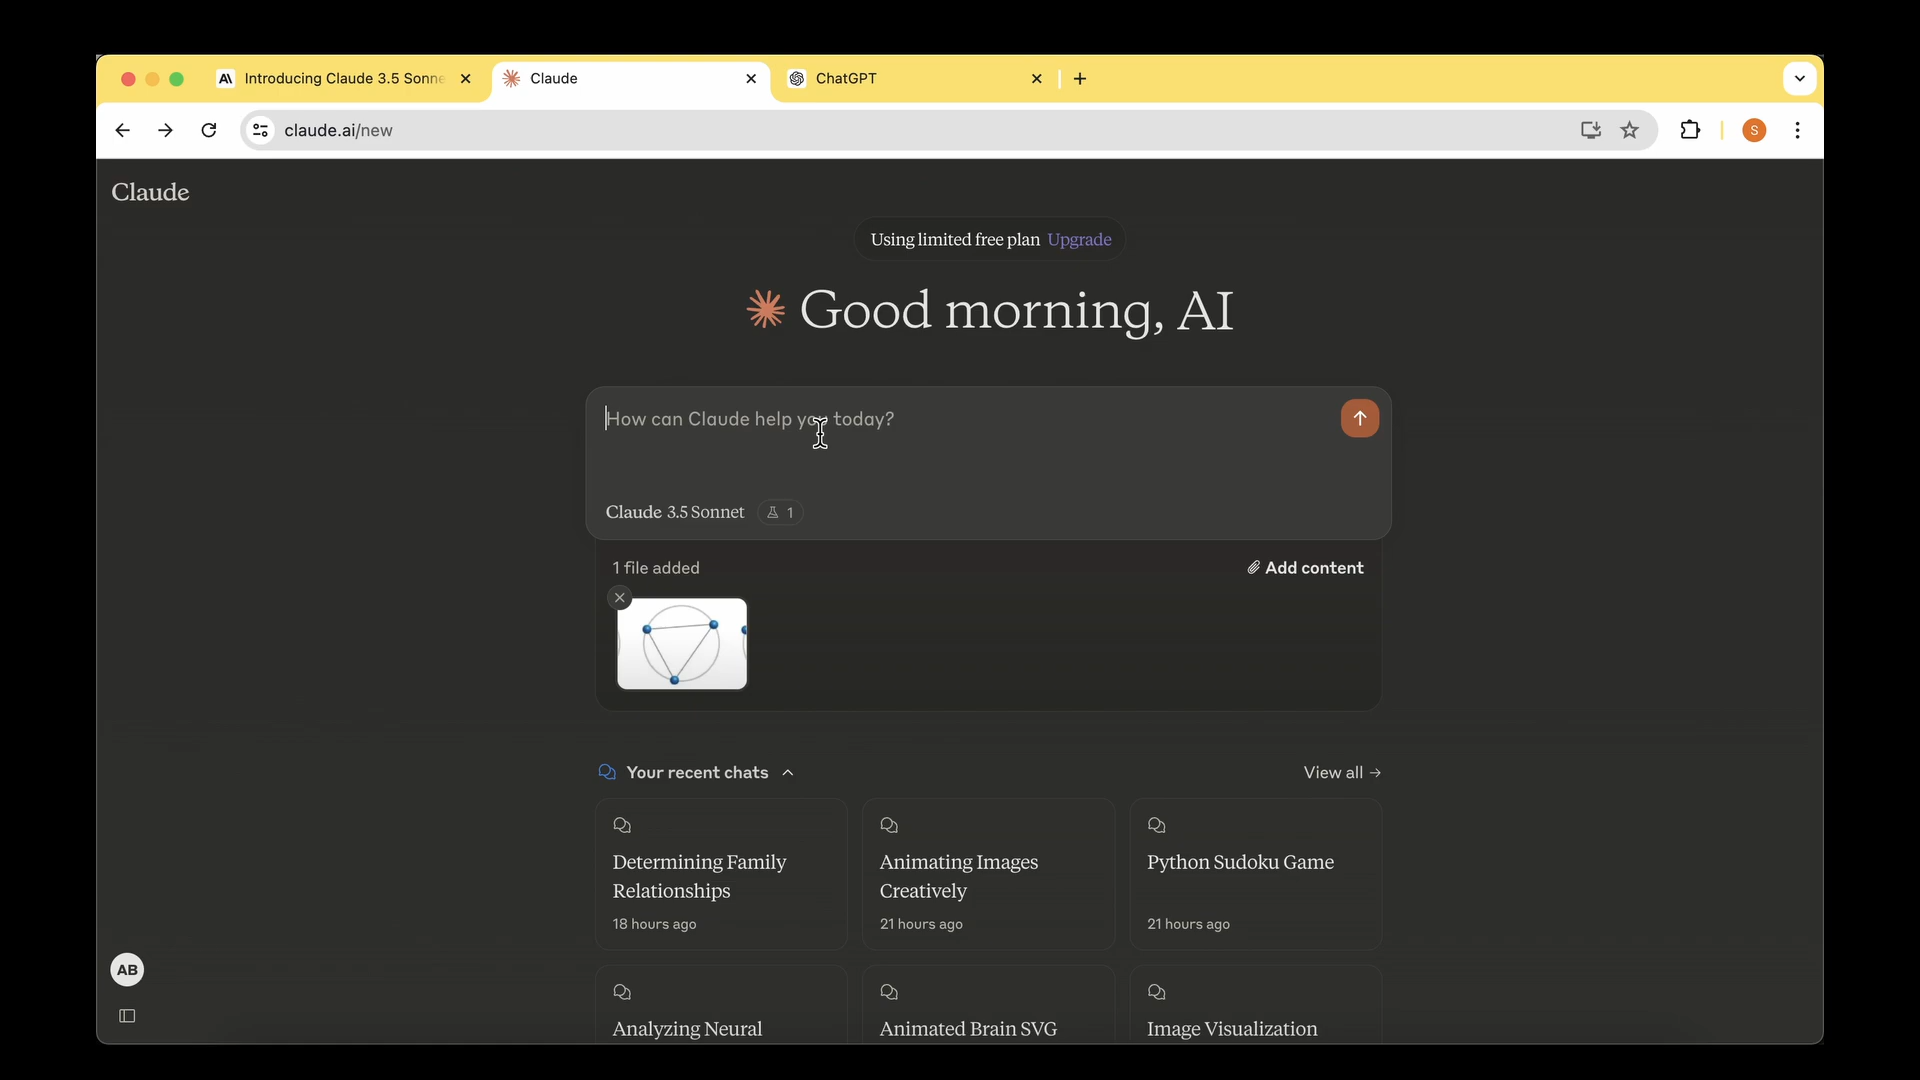 Introducing Claude 3.5 Sonne
Claude
ChatGPT
claude.ai/new
S
Claude
Using limited free plan Upgrade
Good morning, AI
How can Claude help you today?
Claude 3.5 Sonnet 1
1 file added
Add content
Your recent chats
View all →
Determining Family
Relationships
18 hours ago
Animating Images
Creatively
21 hours ago
Python Sudoku Game
21 hours ago
AB
Analyzing Neural
Animated Brain SVG
Image Visualization